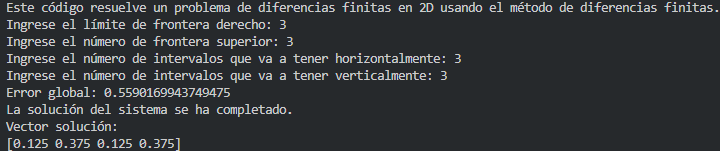 Este código resuelve un problema de diferencias finitas en 2D usando el método de diferencias finitas.
Ingrese el límite de frontera derecho: 3
Ingrese el número de frontera superior: 3
Ingrese el número de intervalos que va a tener horizontalmente: 3
Ingrese el número de intervalos que va a tener verticalmente: 3
Error global: 0.5590169943749475
La solución del sistema se ha completado.
Vector solución:
[0.125 0.375 0.125 0.375]